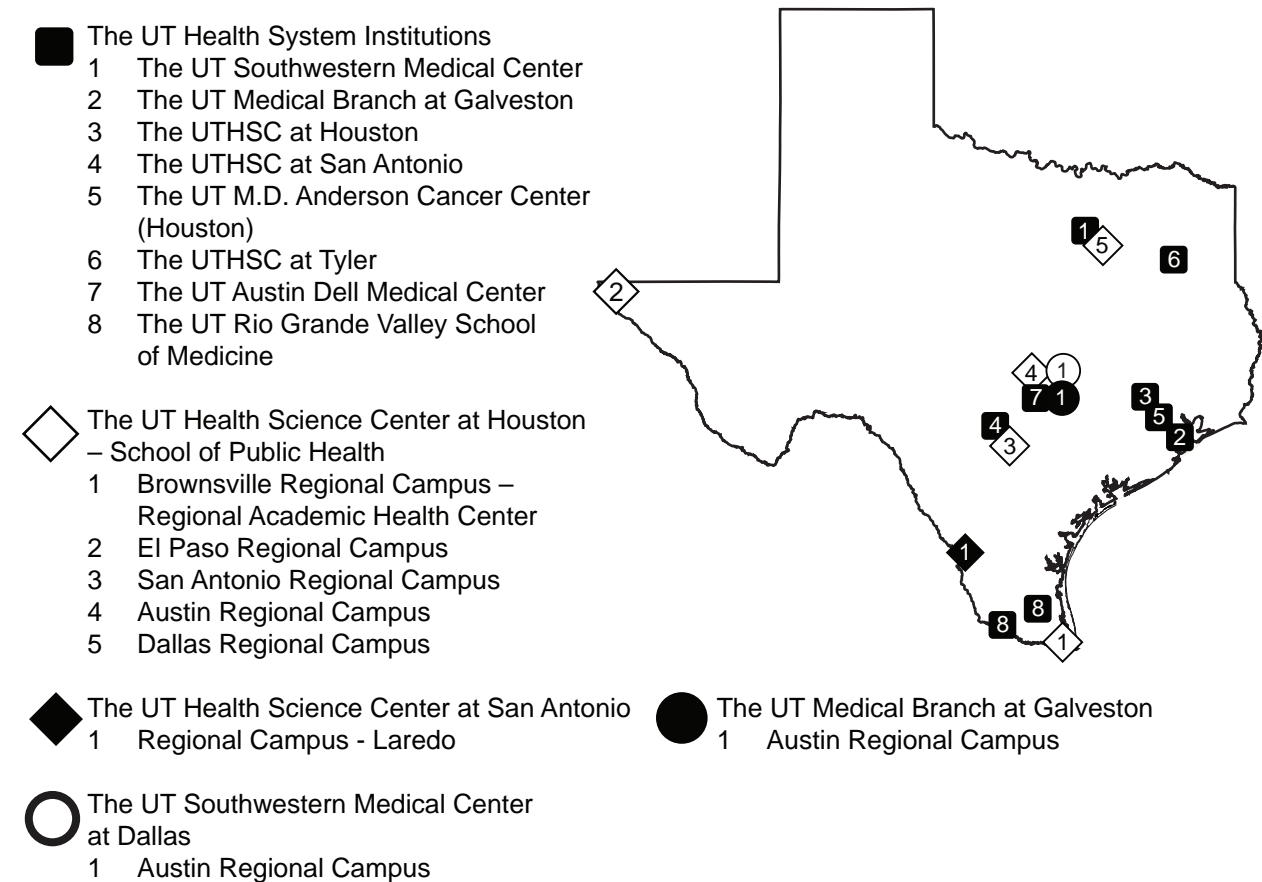 The UT Health System Institutions
1 The UT Southwestern Medical Center
2 The UT Medical Branch at Galveston
3 The UTHSC at Houston
4 The UTHSC at San Antonio
5 The UT M.D. Anderson Cancer Center
(Houston)
6 The UTHSC at Tyler
7 The UT Austin Dell Medical Center
8 The UT Rio Grande Valley School
of Medicine
The UT Health Science Center at Houston
– School of Public Health
1 Brownsville Regional Campus –
Regional Academic Health Center
2 El Paso Regional Campus
3 San Antonio Regional Campus
4 Austin Regional Campus
5 Dallas Regional Campus
The UT Health Science Center at San Antonio
1 Regional Campus - Laredo
The UT Southwestern Medical Center
at Dallas
1 Austin Regional Campus
The UT Medical Branch at Galveston
1 Austin Regional Campus
1
5
6
2
4
1
7
1
3
5
2
4
3
1
8
8
1